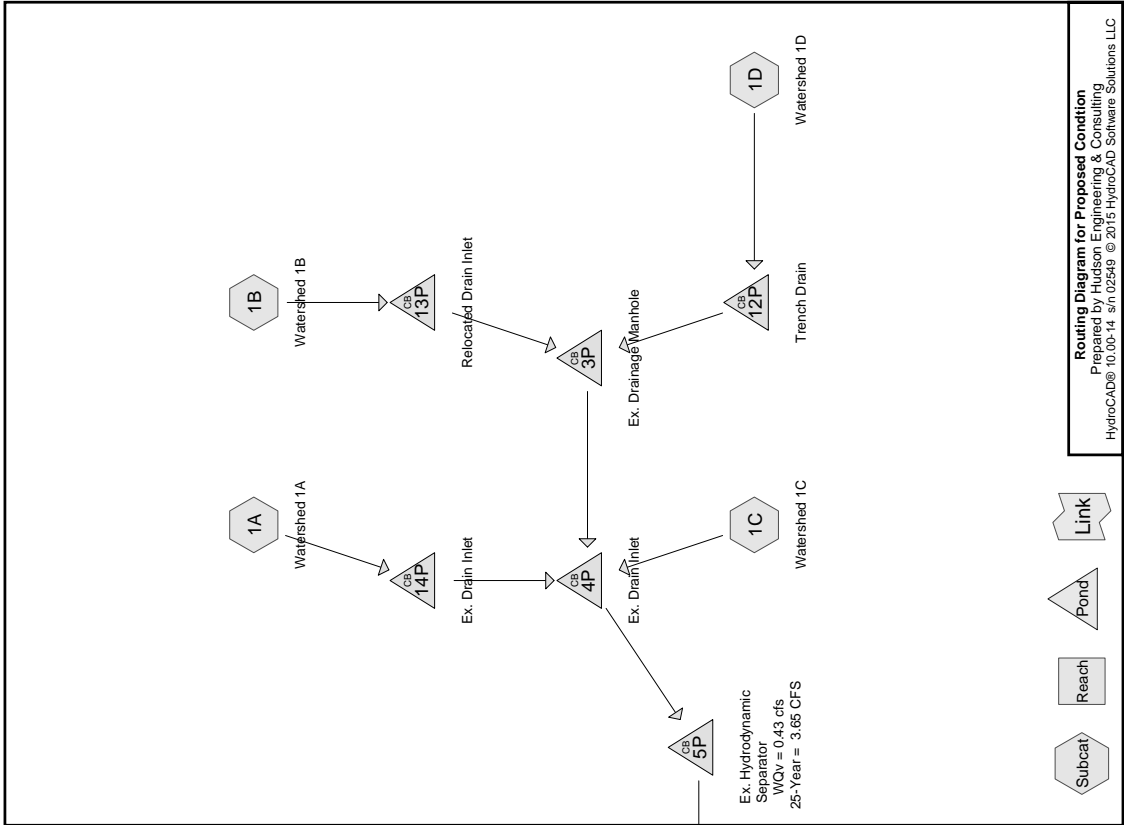 1A
Watershed 1A
1B
Watershed 1B
CB
14P
Ex. Drain Inlet
CB
13P
Relocated Drain Inlet
CB
5P
Ex. Hydrodynamic
Separator
WQv = 0.43 cfs
25-Year = 3.65 CFS
CB
4P
Ex. Drain Inlet
CB
3P
Ex. Drainage Manhole
1C
Watershed 1C
CB
12P
Trench Drain
1D
Watershed 1D
Subcat
Reach
Pond
Link
Routing Diagram for Proposed Condtion
Prepared by Hudson Engineering & Consulting
HydroCAD® 10.00-14 s/n 02549 © 2015 HydroCAD Software Solutions LLC